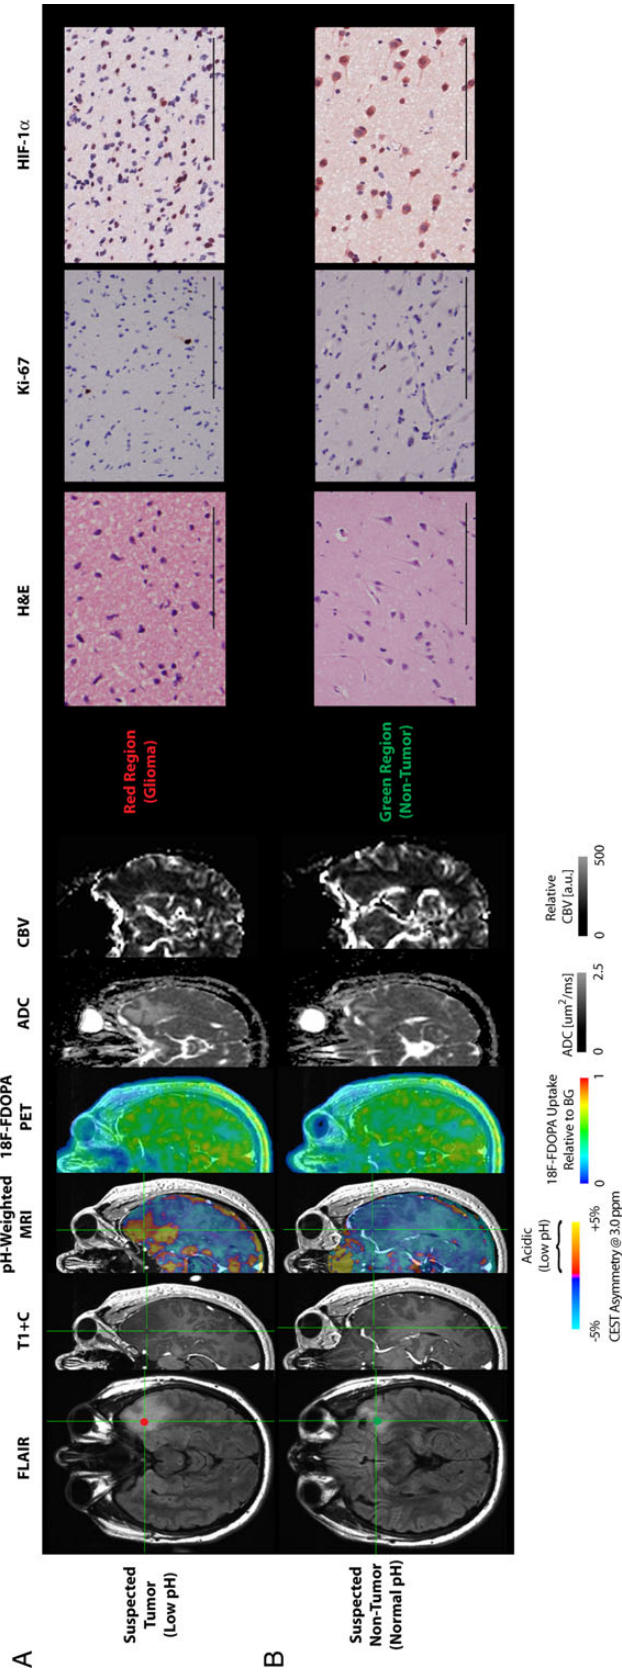 A
Suspected
Tumor
(Low pH)
B
Suspected
Non-Tumor
(Normal pH)
FLAIR
T1+C
pH-Weighted
MRI
18F-FDOPA
PET
ADC
CBV
H&E
Ki-67
HIF-1α
Red Region
(Glioma)
Green Region
(Non-Tumor)
Acidic
(Low pH)
-5%
+5%
CEST Asymmetry @ 3.0 ppm
18F-FDOPA Uptake
Relative to BG
0
1
ADC [um²/ms]
0
2.5
Relative
CBV [a.u.]
0
500